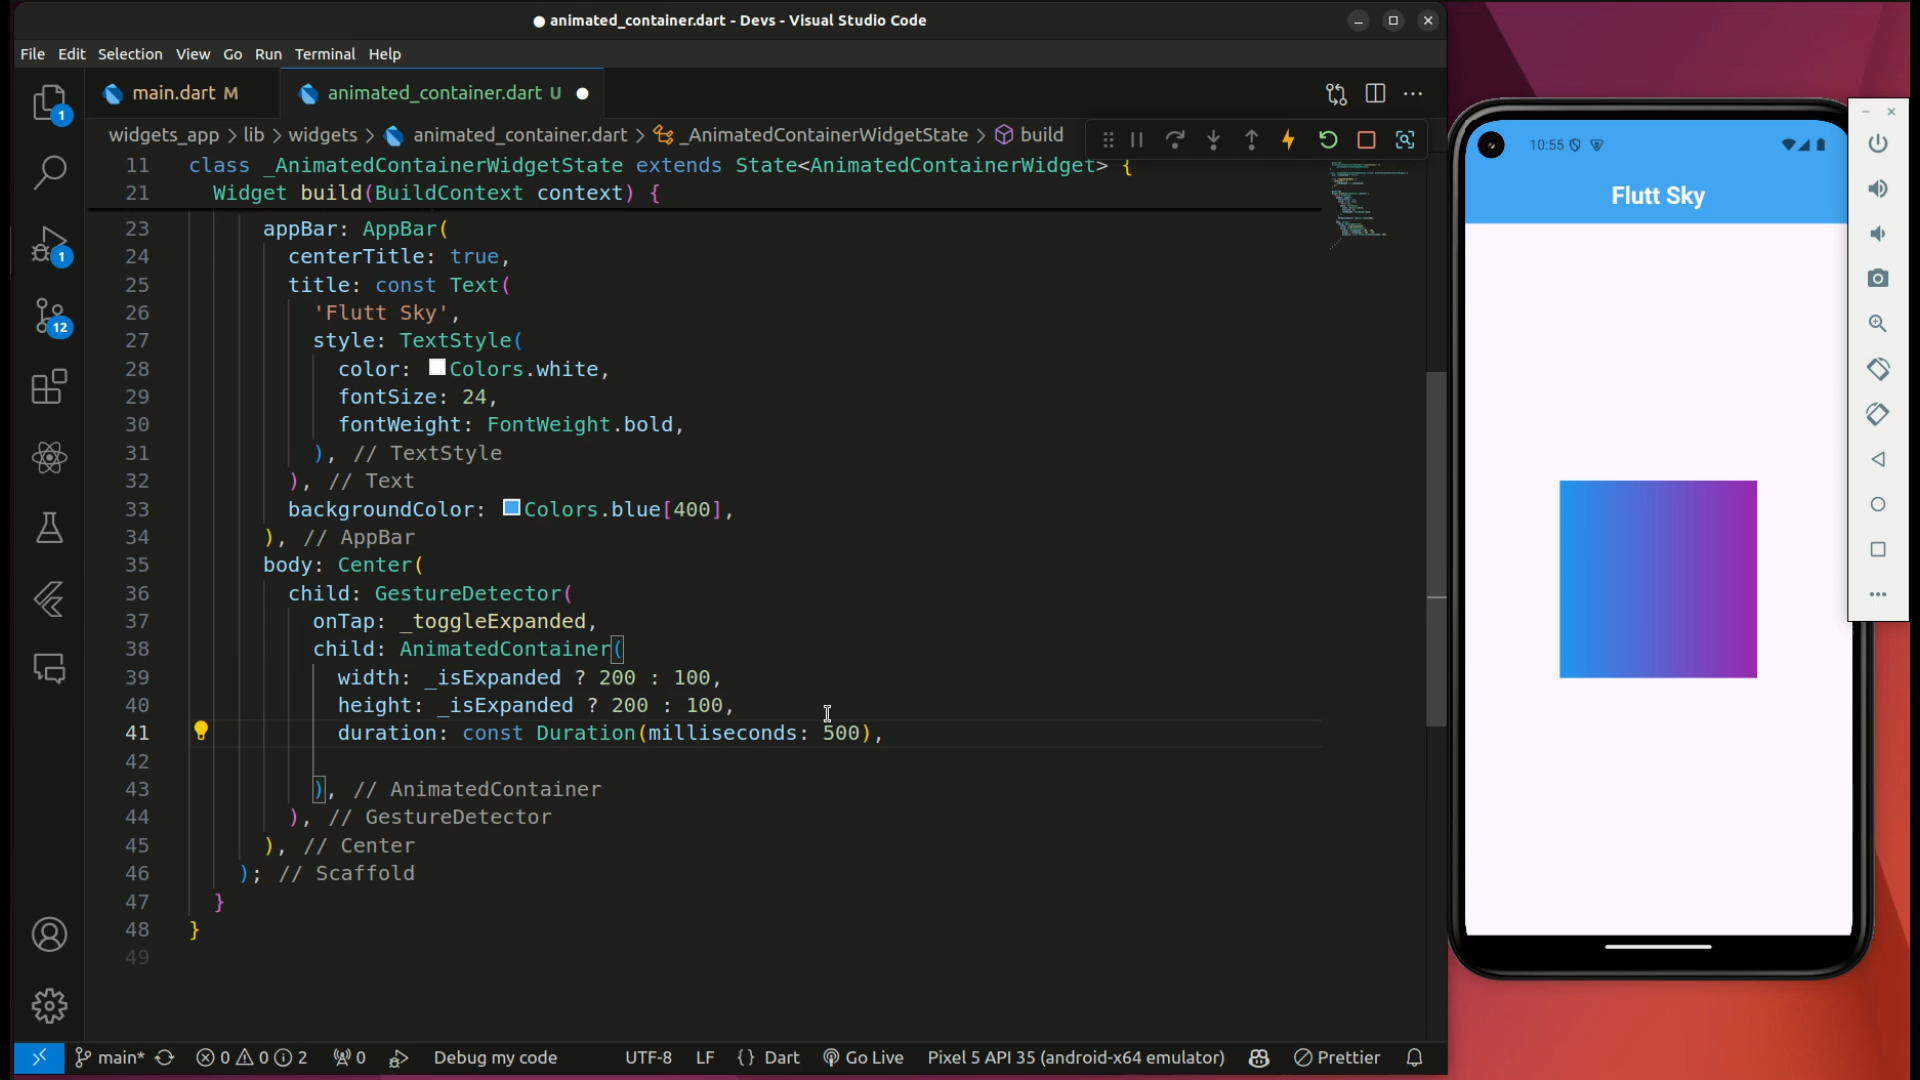 animated_container.dart - Devs - Visual Studio Code
File Edit Selection View Go Run Terminal Help
main.dart M
animated_container.dart U
widgets_app > lib > widgets > animated_container.dart > _AnimatedContainerWidgetState > build
11 class _AnimatedContainerWidgetState extends State<AnimatedContainerWidget> {
21 Widget build(BuildContext context) {
23 appBar: AppBar(
24 centerTitle: true,
25 title: const Text(
26 'Flutt Sky',
27 style: TextStyle(
28 color: Colors.white,
29 fontSize: 24,
30 fontWeight: FontWeight.bold,
31 ), // TextStyle
32 ), // Text
33 backgroundColor: Colors.blue[400],
34 ), // AppBar
35 body: Center(
36 child: GestureDetector(
37 onTap: _toggleExpanded,
38 child: AnimatedContainer(
39 width: _isExpanded ? 200 : 100,
40 height: _isExpanded ? 200 : 100,
41 duration: const Duration(milliseconds: 500),
42
43 ), // AnimatedContainer
44 ), // GestureDetector
45 ), // Center
46 ); // Scaffold
47 }
48 }
49
1
1
12
main* 0 0 2 0 Debug my code UTF-8 LF {} Dart Go Live Pixel 5 API 35 (android-x64 emulator) Prettier
10:55
Flutt Sky